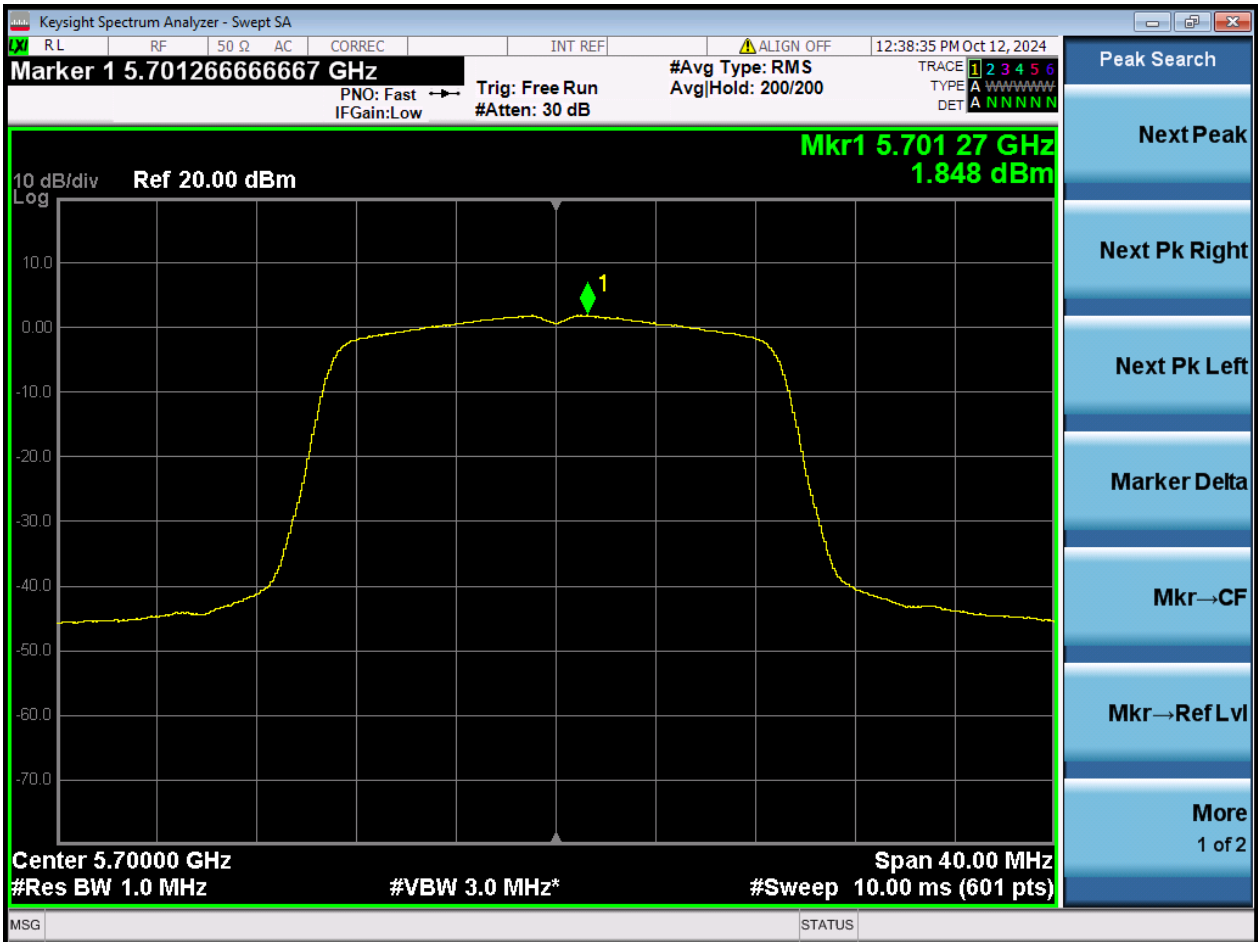 Keysight Spectrum Analyzer - Swept SA
LXI RL RF 50 Ω AC CORREC INT REF ALIGN OFF 12:38:35 PM Oct 12, 2024
Marker 1 5.701266666667 GHz
PNO: Fast
IFGain:Low
Trig: Free Run
#Atten: 30 dB
#Avg Type: RMS
Avg|Hold: 200/200
TRACE 1 2 3 4 5 6
TYPE A WWWWW
DET A N N N N N
Mkr1 5.701 27 GHz
1.848 dBm
10 dB/div Ref 20.00 dBm
Log
10.0
0.00
-10.0
-20.0
-30.0
-40.0
-50.0
-60.0
-70.0
1
Center 5.70000 GHz Span 40.00 MHz
#Res BW 1.0 MHz #VBW 3.0 MHz* #Sweep 10.00 ms (601 pts)
MSG STATUS
Peak Search
Next Peak
Next Pk Right
Next Pk Left
Marker Delta
Mkr→CF
Mkr→Ref Lvl
More
1 of 2